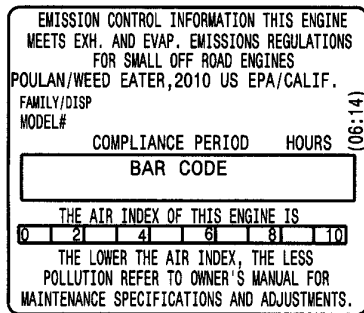 EMISSION CONTROL INFORMATION THIS ENGINE
MEETS EXH. AND EVAP. EMISSIONS REGULATIONS
FOR SMALL OFF ROAD ENGINES
POULAN/WEED EATER,2010 US EPA/CALIF.
FAMILY/DISP
MODEL#
COMPLIANCE PERIOD HOURS
(06:14)
BAR CODE
THE AIR INDEX OF THIS ENGINE IS
0 2 4 6 8 10
THE LOWER THE AIR INDEX, THE LESS
POLLUTION REFER TO OWNER'S MANUAL FOR
MAINTENANCE SPECIFICATIONS AND ADJUSTMENTS.